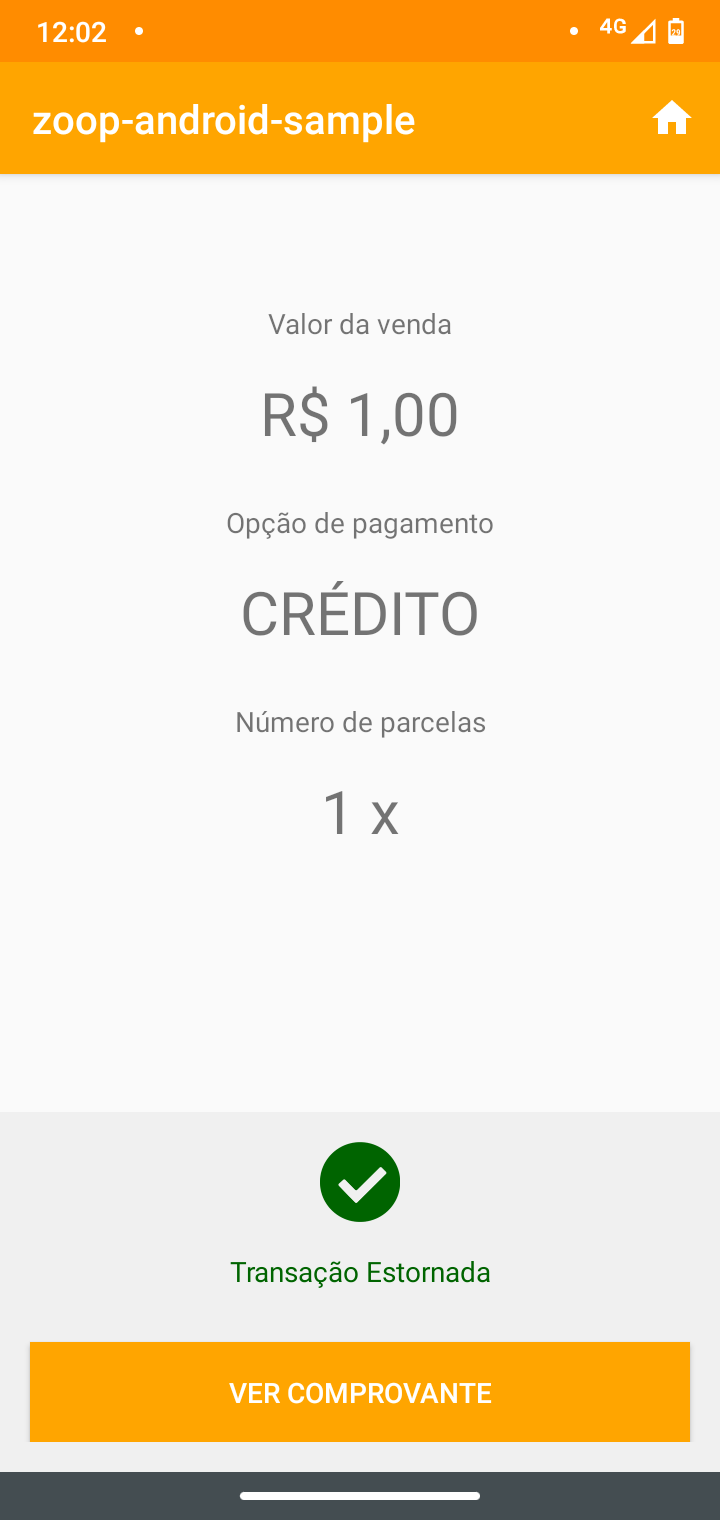 12:02
4G
29
zoop-android-sample
Valor da venda
R$ 1,00
Opção de pagamento
CRÉDITO
Número de parcelas
1 x
Transação Estornada
VER COMPROVANTE